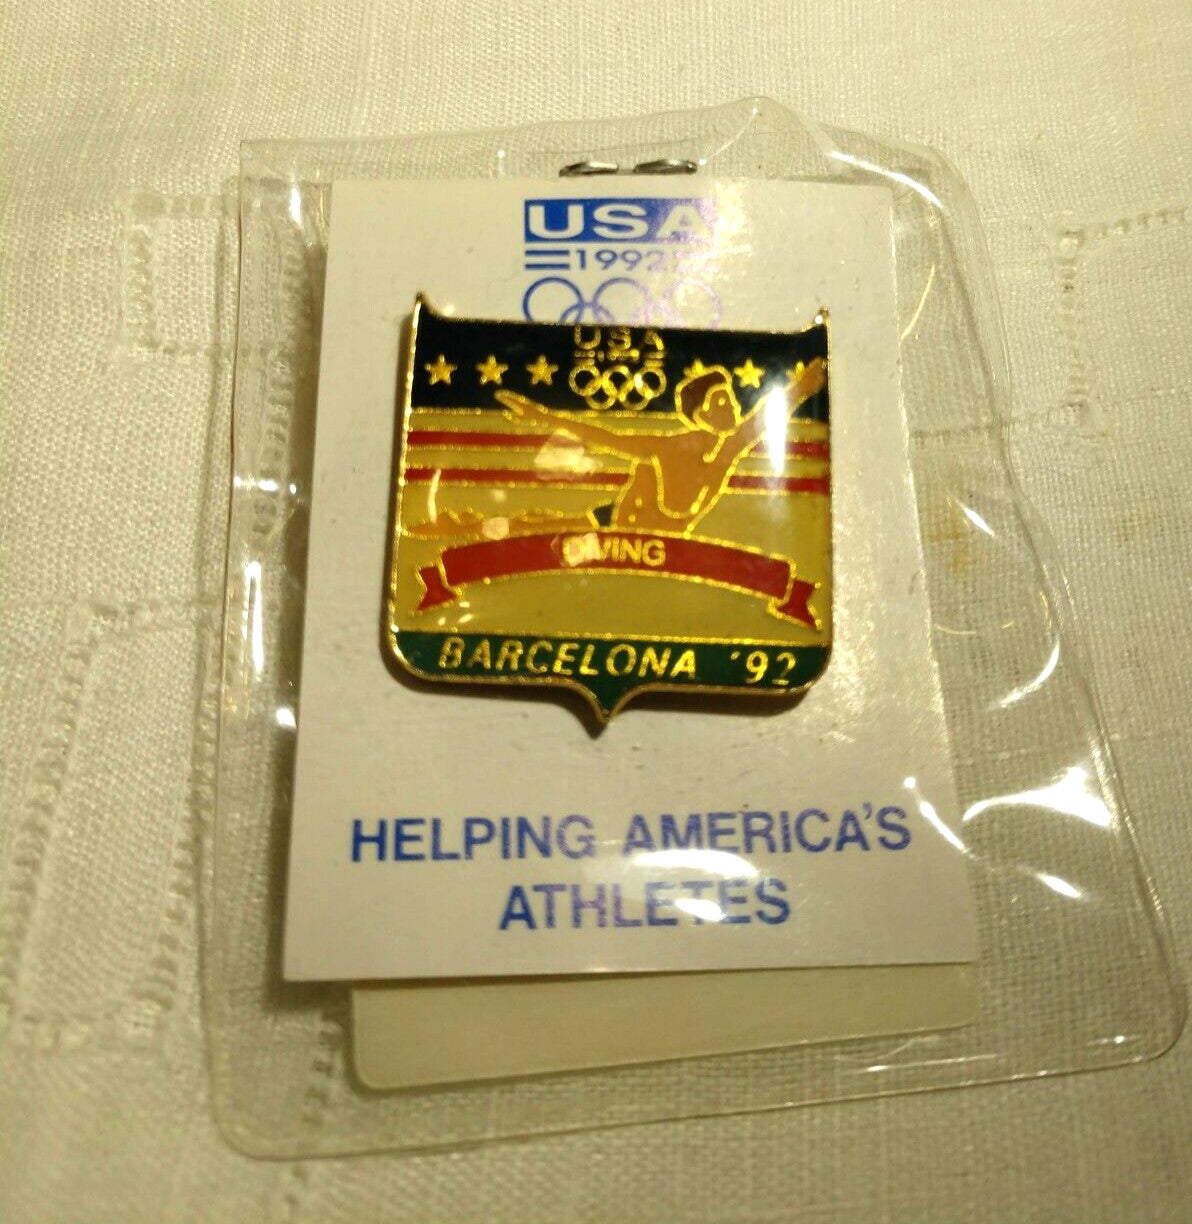 USA
1992
USA
DIVING
BARCELONA '92
HELPING AMERICA'S
ATHLETES